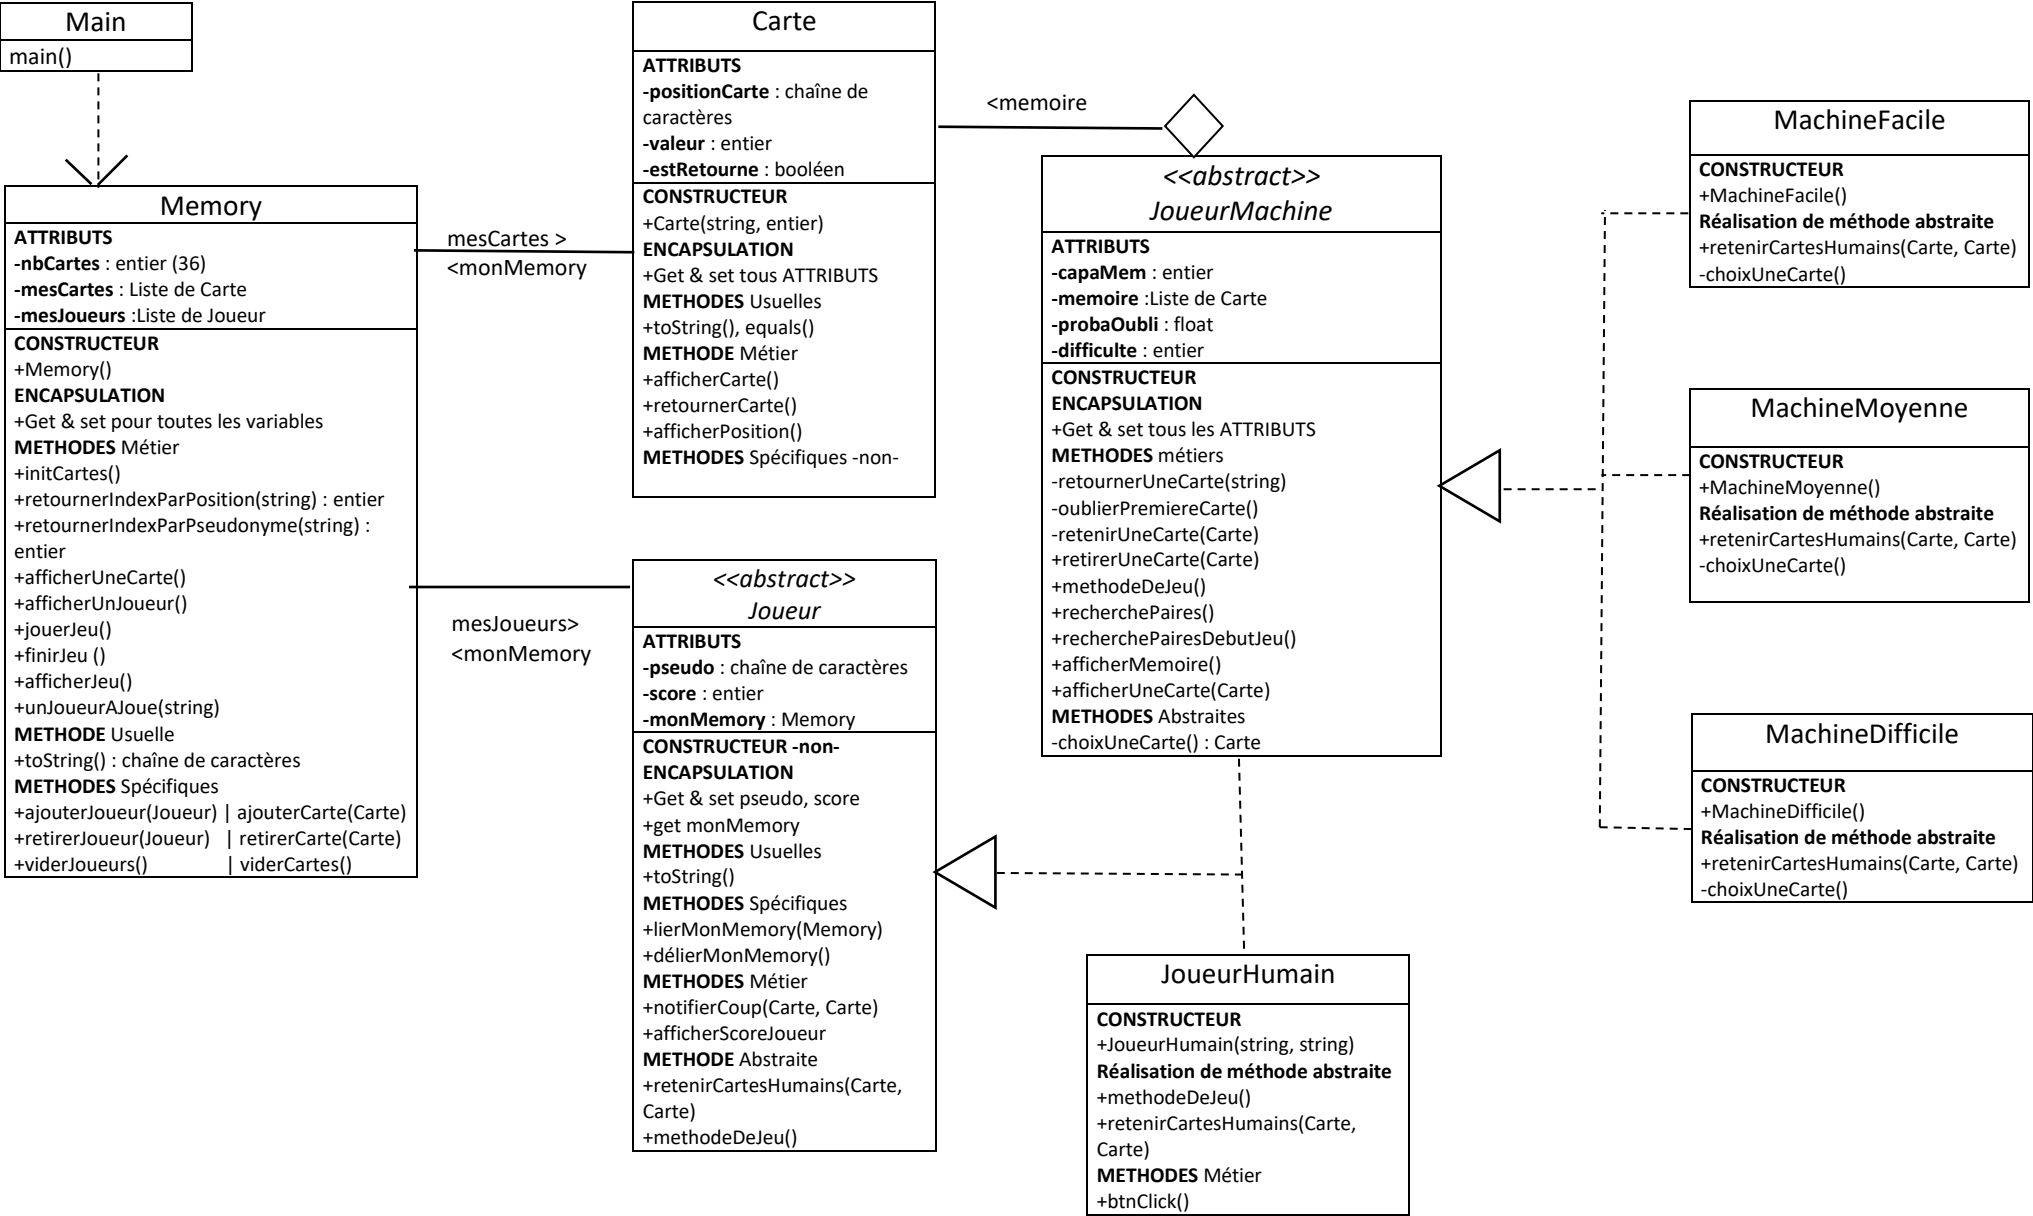 Main
main()
Memory
ATTRIBUTS
-nbCartes : entier (36)
-mesCartes : Liste de Carte
-mesJoueurs :Liste de Joueur
CONSTRUCTEUR
+Memory()
ENCAPSULATION
+Get & set pour toutes les variables
METHODES Métier
+initCartes()
+retournerIndexParPosition(string) : entier
+retournerIndexParPseudonyme(string) :
entier
+afficherUneCarte()
+afficherUnJoueur()
+jouerJeu()
+finirJeu ()
+afficherJeu()
+unJoueurAJoue(string)
METHODE Usuelle
+toString() : chaîne de caractères
METHODES Spécifiques
+ajouterJoueur(Joueur) | ajouterCarte(Carte)
+retirerJoueur(Joueur) | retirerCarte(Carte)
+viderJoueurs() | viderCartes()
mesCartes >
<monMemory
mesJoueurs>
<monMemory
Carte
ATTRIBUTS
-positionCarte : chaîne de
caractères
-valeur : entier
-estRetourne : booléen
CONSTRUCTEUR
+Carte(string, entier)
ENCAPSULATION
+Get & set tous ATTRIBUTS
METHODES Usuelles
+toString(), equals()
METHODE Métier
+afficherCarte()
+retournerCarte()
+afficherPosition()
METHODES Spécifiques -non-
<<abstract>>
Joueur
ATTRIBUTS
-pseudo : chaîne de caractères
-score : entier
-monMemory : Memory
CONSTRUCTEUR -non-
ENCAPSULATION
+Get & set pseudo, score
+get monMemory
METHODES Usuelles
+toString()
METHODES Spécifiques
+lierMonMemory(Memory)
+délierMonMemory()
METHODES Métier
+notifierCoup(Carte, Carte)
+afficherScoreJoueur
METHODE Abstraite
+retenirCartesHumains(Carte,
Carte)
+methodeDeJeu()
<memoire
<<abstract>>
JoueurMachine
ATTRIBUTS
-capaMem : entier
-memoire :Liste de Carte
-probaOubli : float
-difficulte : entier
CONSTRUCTEUR
ENCAPSULATION
+Get & set tous les ATTRIBUTS
METHODES métiers
-retournerUneCarte(string)
-oublierPremiereCarte()
-retenirUneCarte(Carte)
+retirerUneCarte(Carte)
+methodeDeJeu()
+recherchePaires()
+recherchePairesDebutJeu()
+afficherMemoire()
+afficherUneCarte(Carte)
METHODES Abstraites
-choixUneCarte() : Carte
JoueurHumain
CONSTRUCTEUR
+JoueurHumain(string, string)
Réalisation de méthode abstraite
+methodeDeJeu()
+retenirCartesHumains(Carte,
Carte)
METHODES Métier
+btnClick()
MachineFacile
CONSTRUCTEUR
+MachineFacile()
Réalisation de méthode abstraite
+retenirCartesHumains(Carte, Carte)
-choixUneCarte()
MachineMoyenne
CONSTRUCTEUR
+MachineMoyenne()
Réalisation de méthode abstraite
+retenirCartesHumains(Carte, Carte)
-choixUneCarte()
MachineDifficile
CONSTRUCTEUR
+MachineDifficile()
Réalisation de méthode abstraite
+retenirCartesHumains(Carte, Carte)
-choixUneCarte()